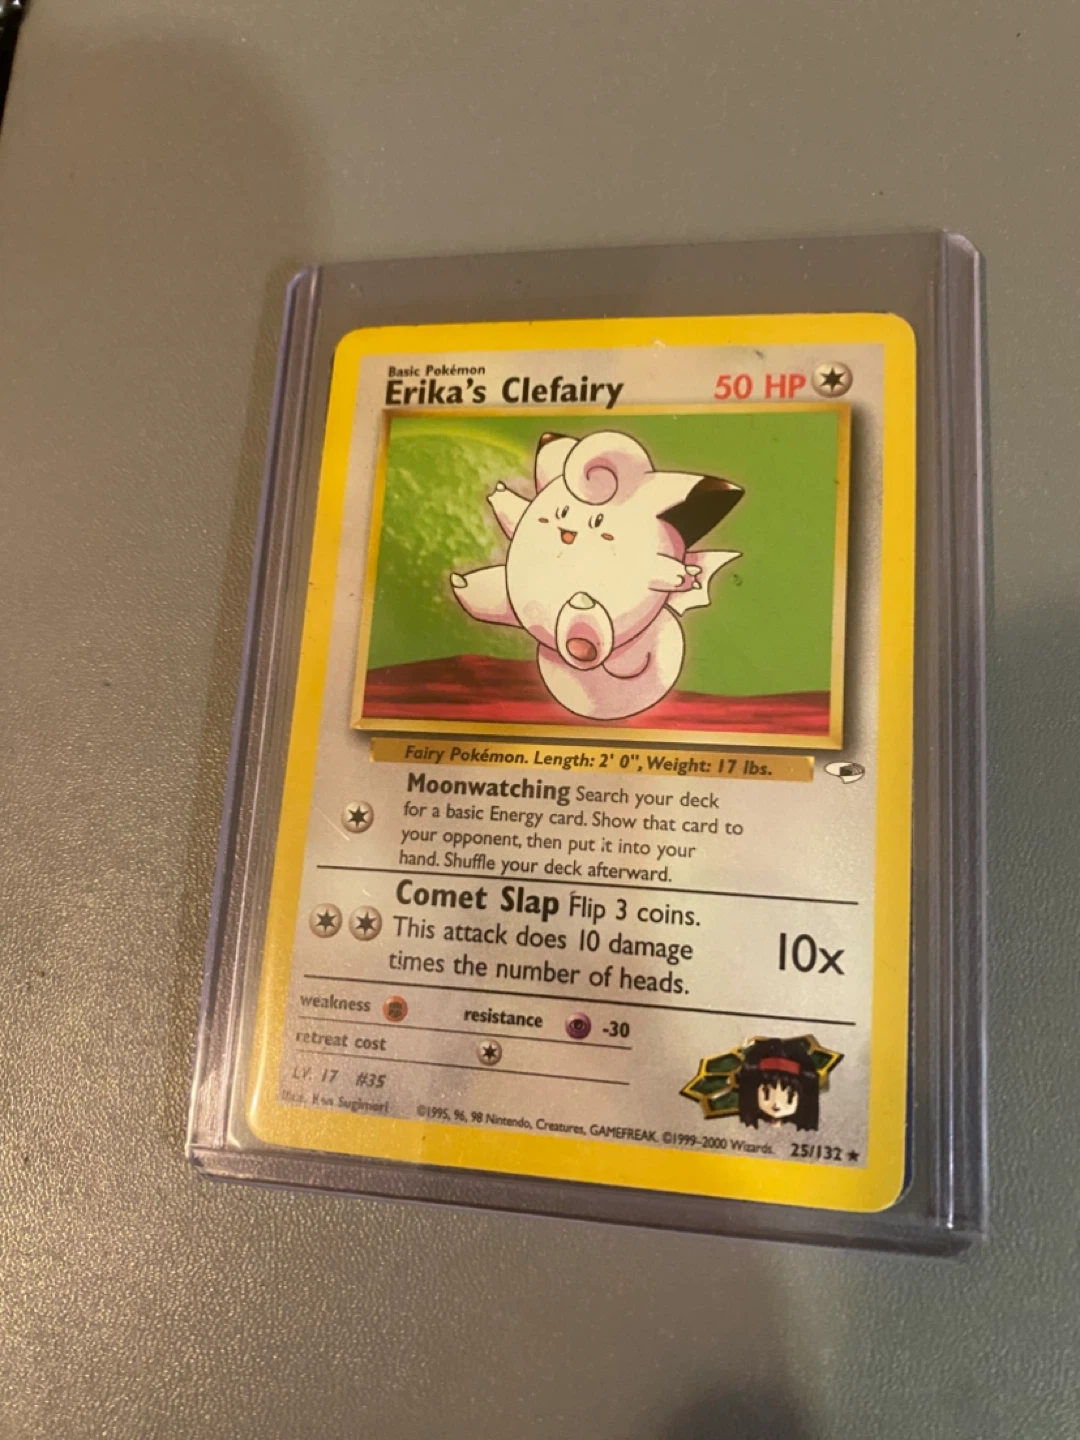 Basic Pokémon
Erika's Clefairy
50 HP
Fairy Pokémon. Length: 2' 0", Weight: 17 lbs.
Moonwatching Search your deck
for a basic Energy card. Show that card to
your opponent, then put it into your
hand. Shuffle your deck afterward.
Comet Slap Flip 3 coins.
This attack does 10 damage
times the number of heads.
10x
weakness
resistance
-30
retreat cost
LV. 17 #35
Illus. Ken Sugimori
©1995, 96, 98 Nintendo, Creatures, GAMEFREAK. ©1999-2000 Wizards.
25/132 ★